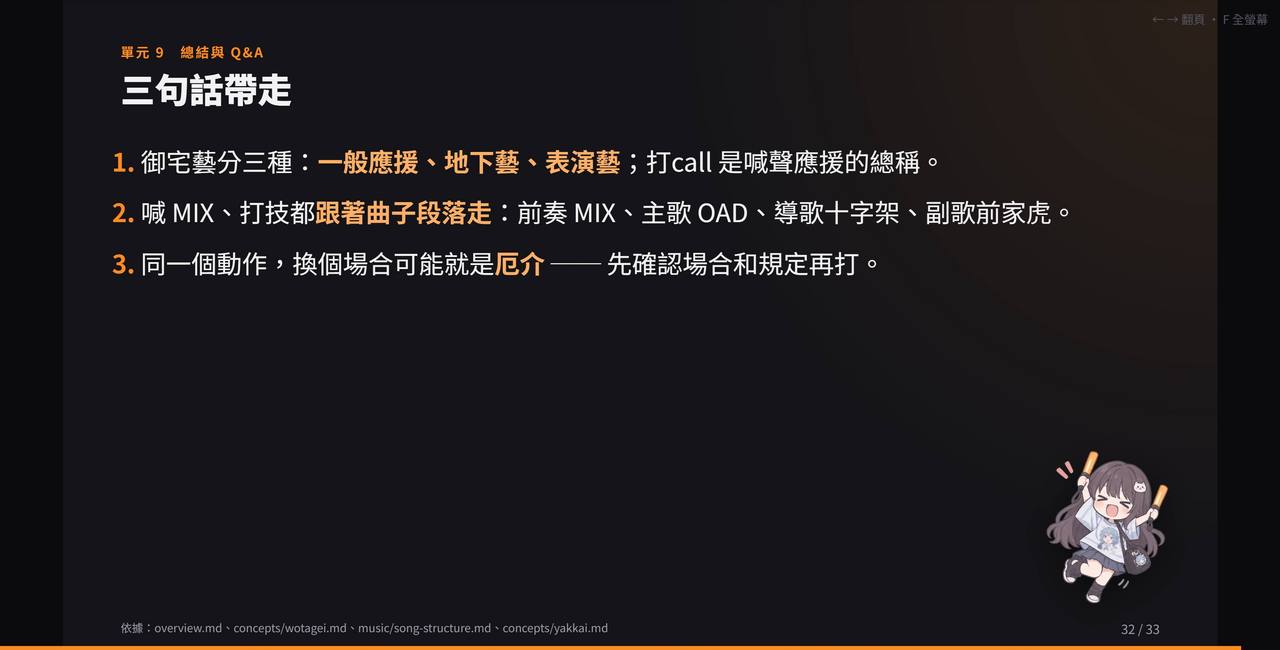 ←→ 翻頁 · F 全螢幕
單元 9 總結與 Q&A
三句話帶走
1. 御宅藝分三種：一般應援、地下藝、表演藝；打call 是喊聲應援的總稱。
2. 喊 MIX、打技都跟著曲子段落走：前奏 MIX、主歌 OAD、導歌十字架、副歌前家虎。
3. 同一個動作，換個場合可能就是厄介 —— 先確認場合和規定再打。
依據：overview.md、concepts/wotagei.md、music/song-structure.md、concepts/yakkai.md
32 / 33